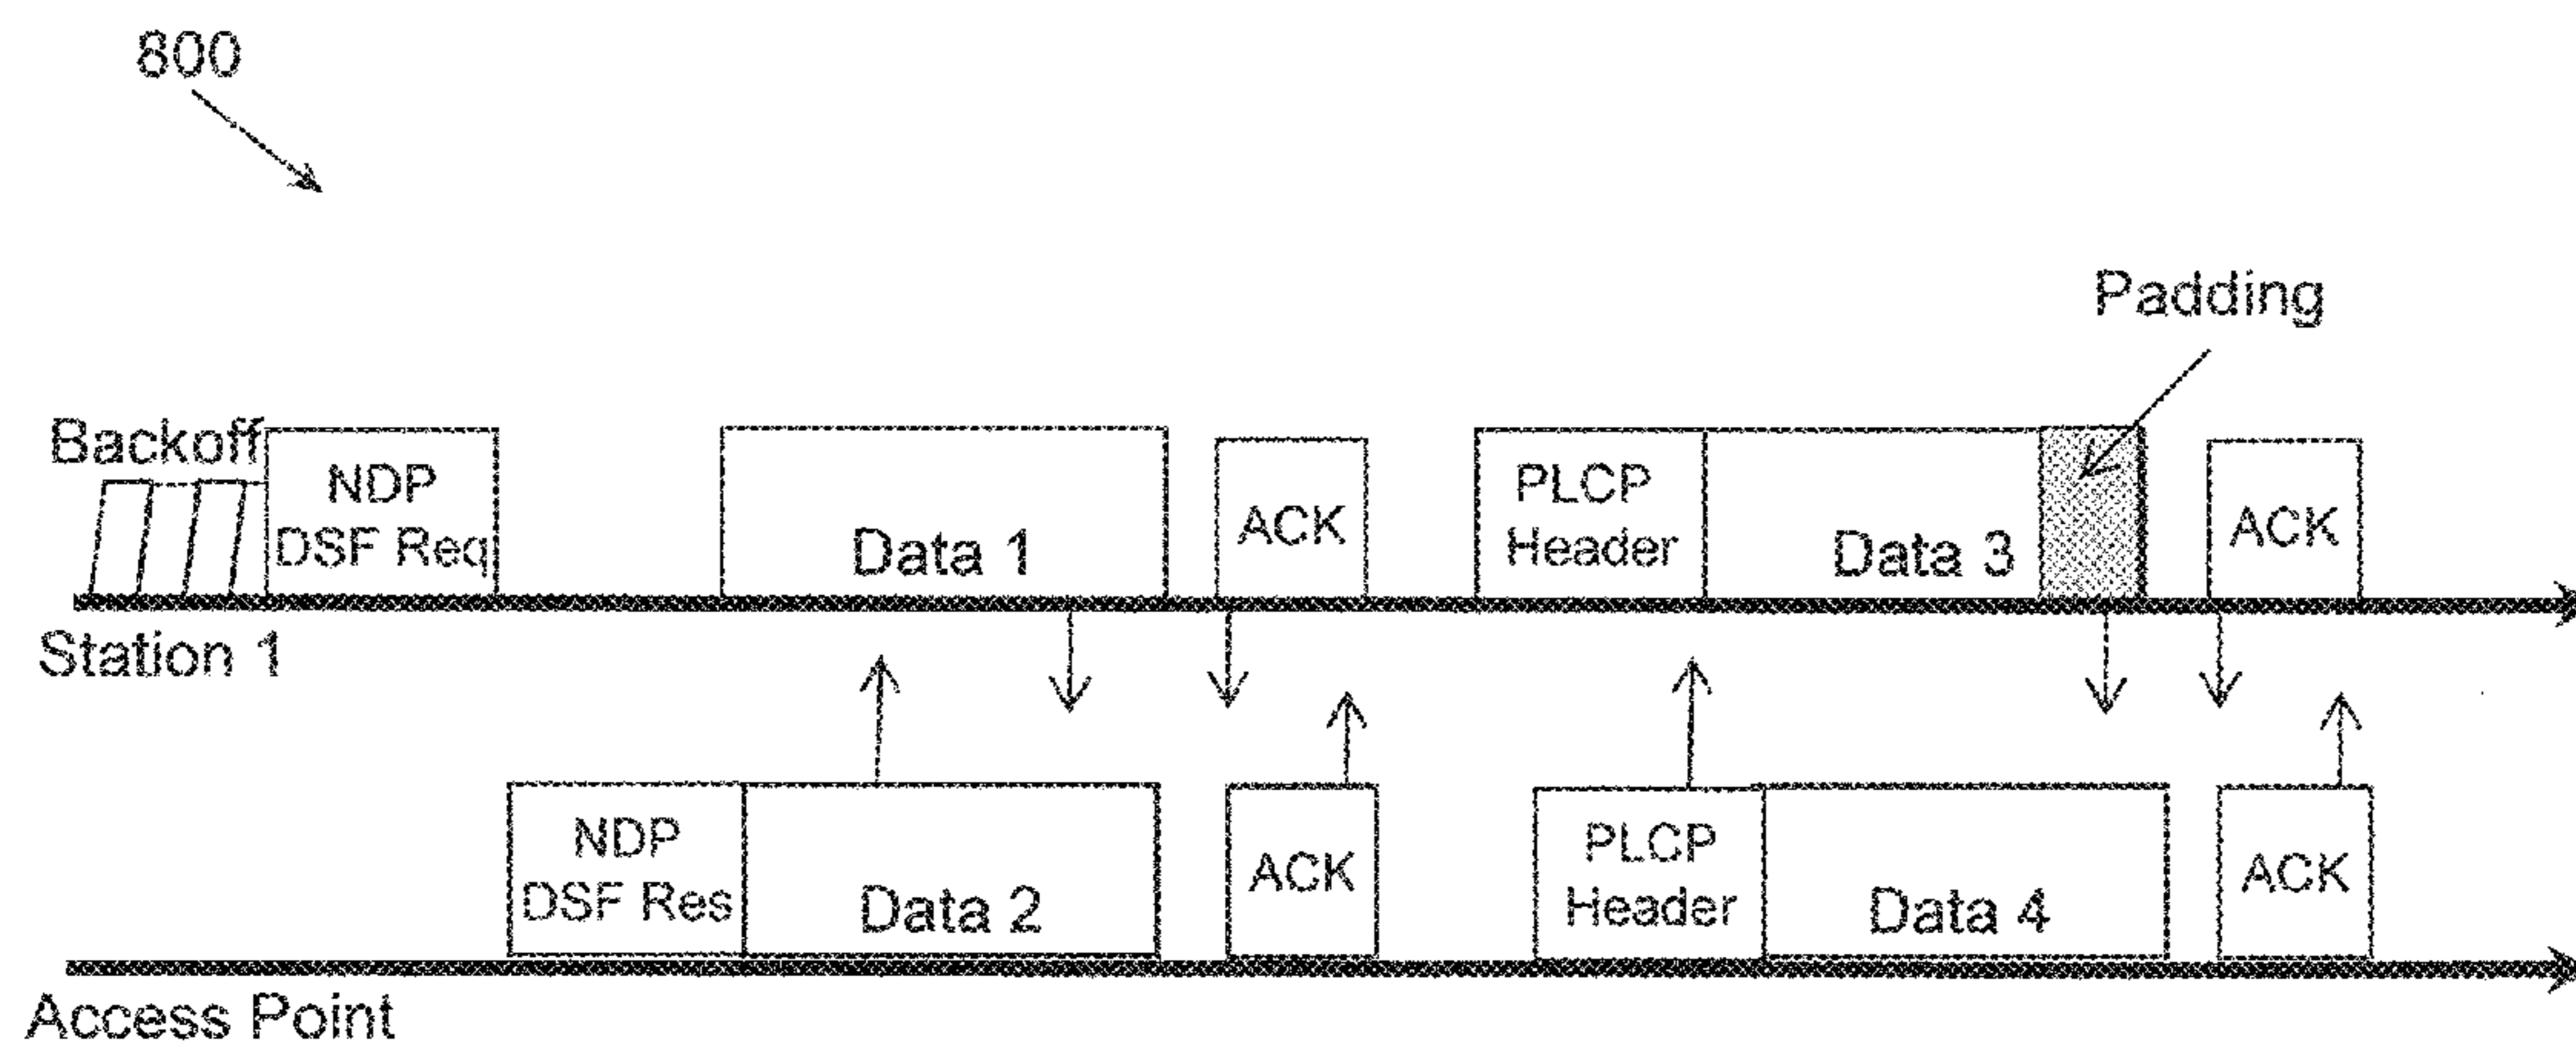 800
Padding
Backoff
NDP
DSF Req
Data 1
ACK
PLCP
Header
Data 3
ACK
Station 1
NDP
DSF Res
Data 2
ACK
PLCP
Header
Data 4
ACK
Access Point